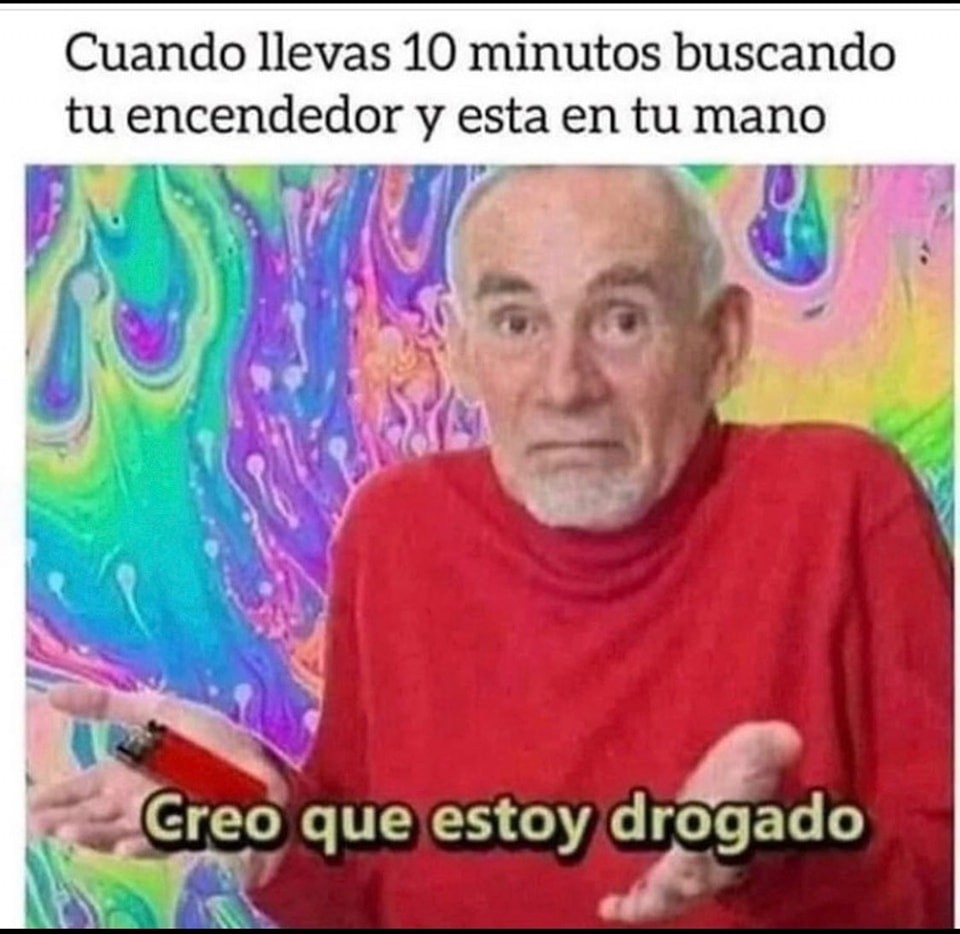 Cuando llevas 10 minutos buscando
tu encendedor y esta en tu mano
Creo que estoy drogado